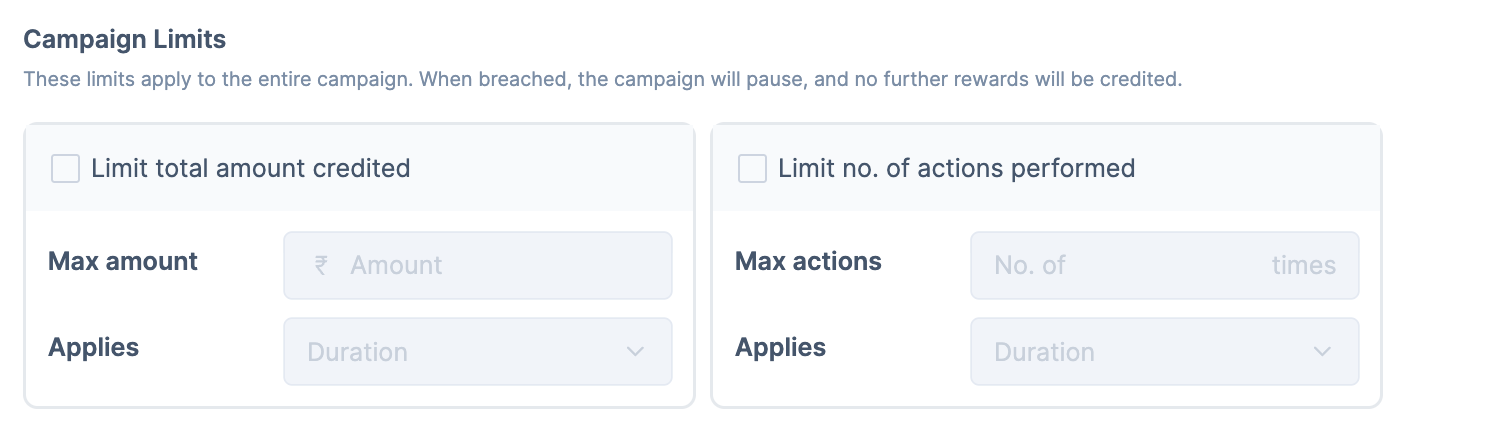 Campaign Limits
These limits apply to the entire campaign. When breached, the campaign will pause, and no further rewards will be credited.
Limit total amount credited
Max amount
₹ Amount
Applies
Duration
Limit no. of actions performed
Max actions
No. of times
Applies
Duration